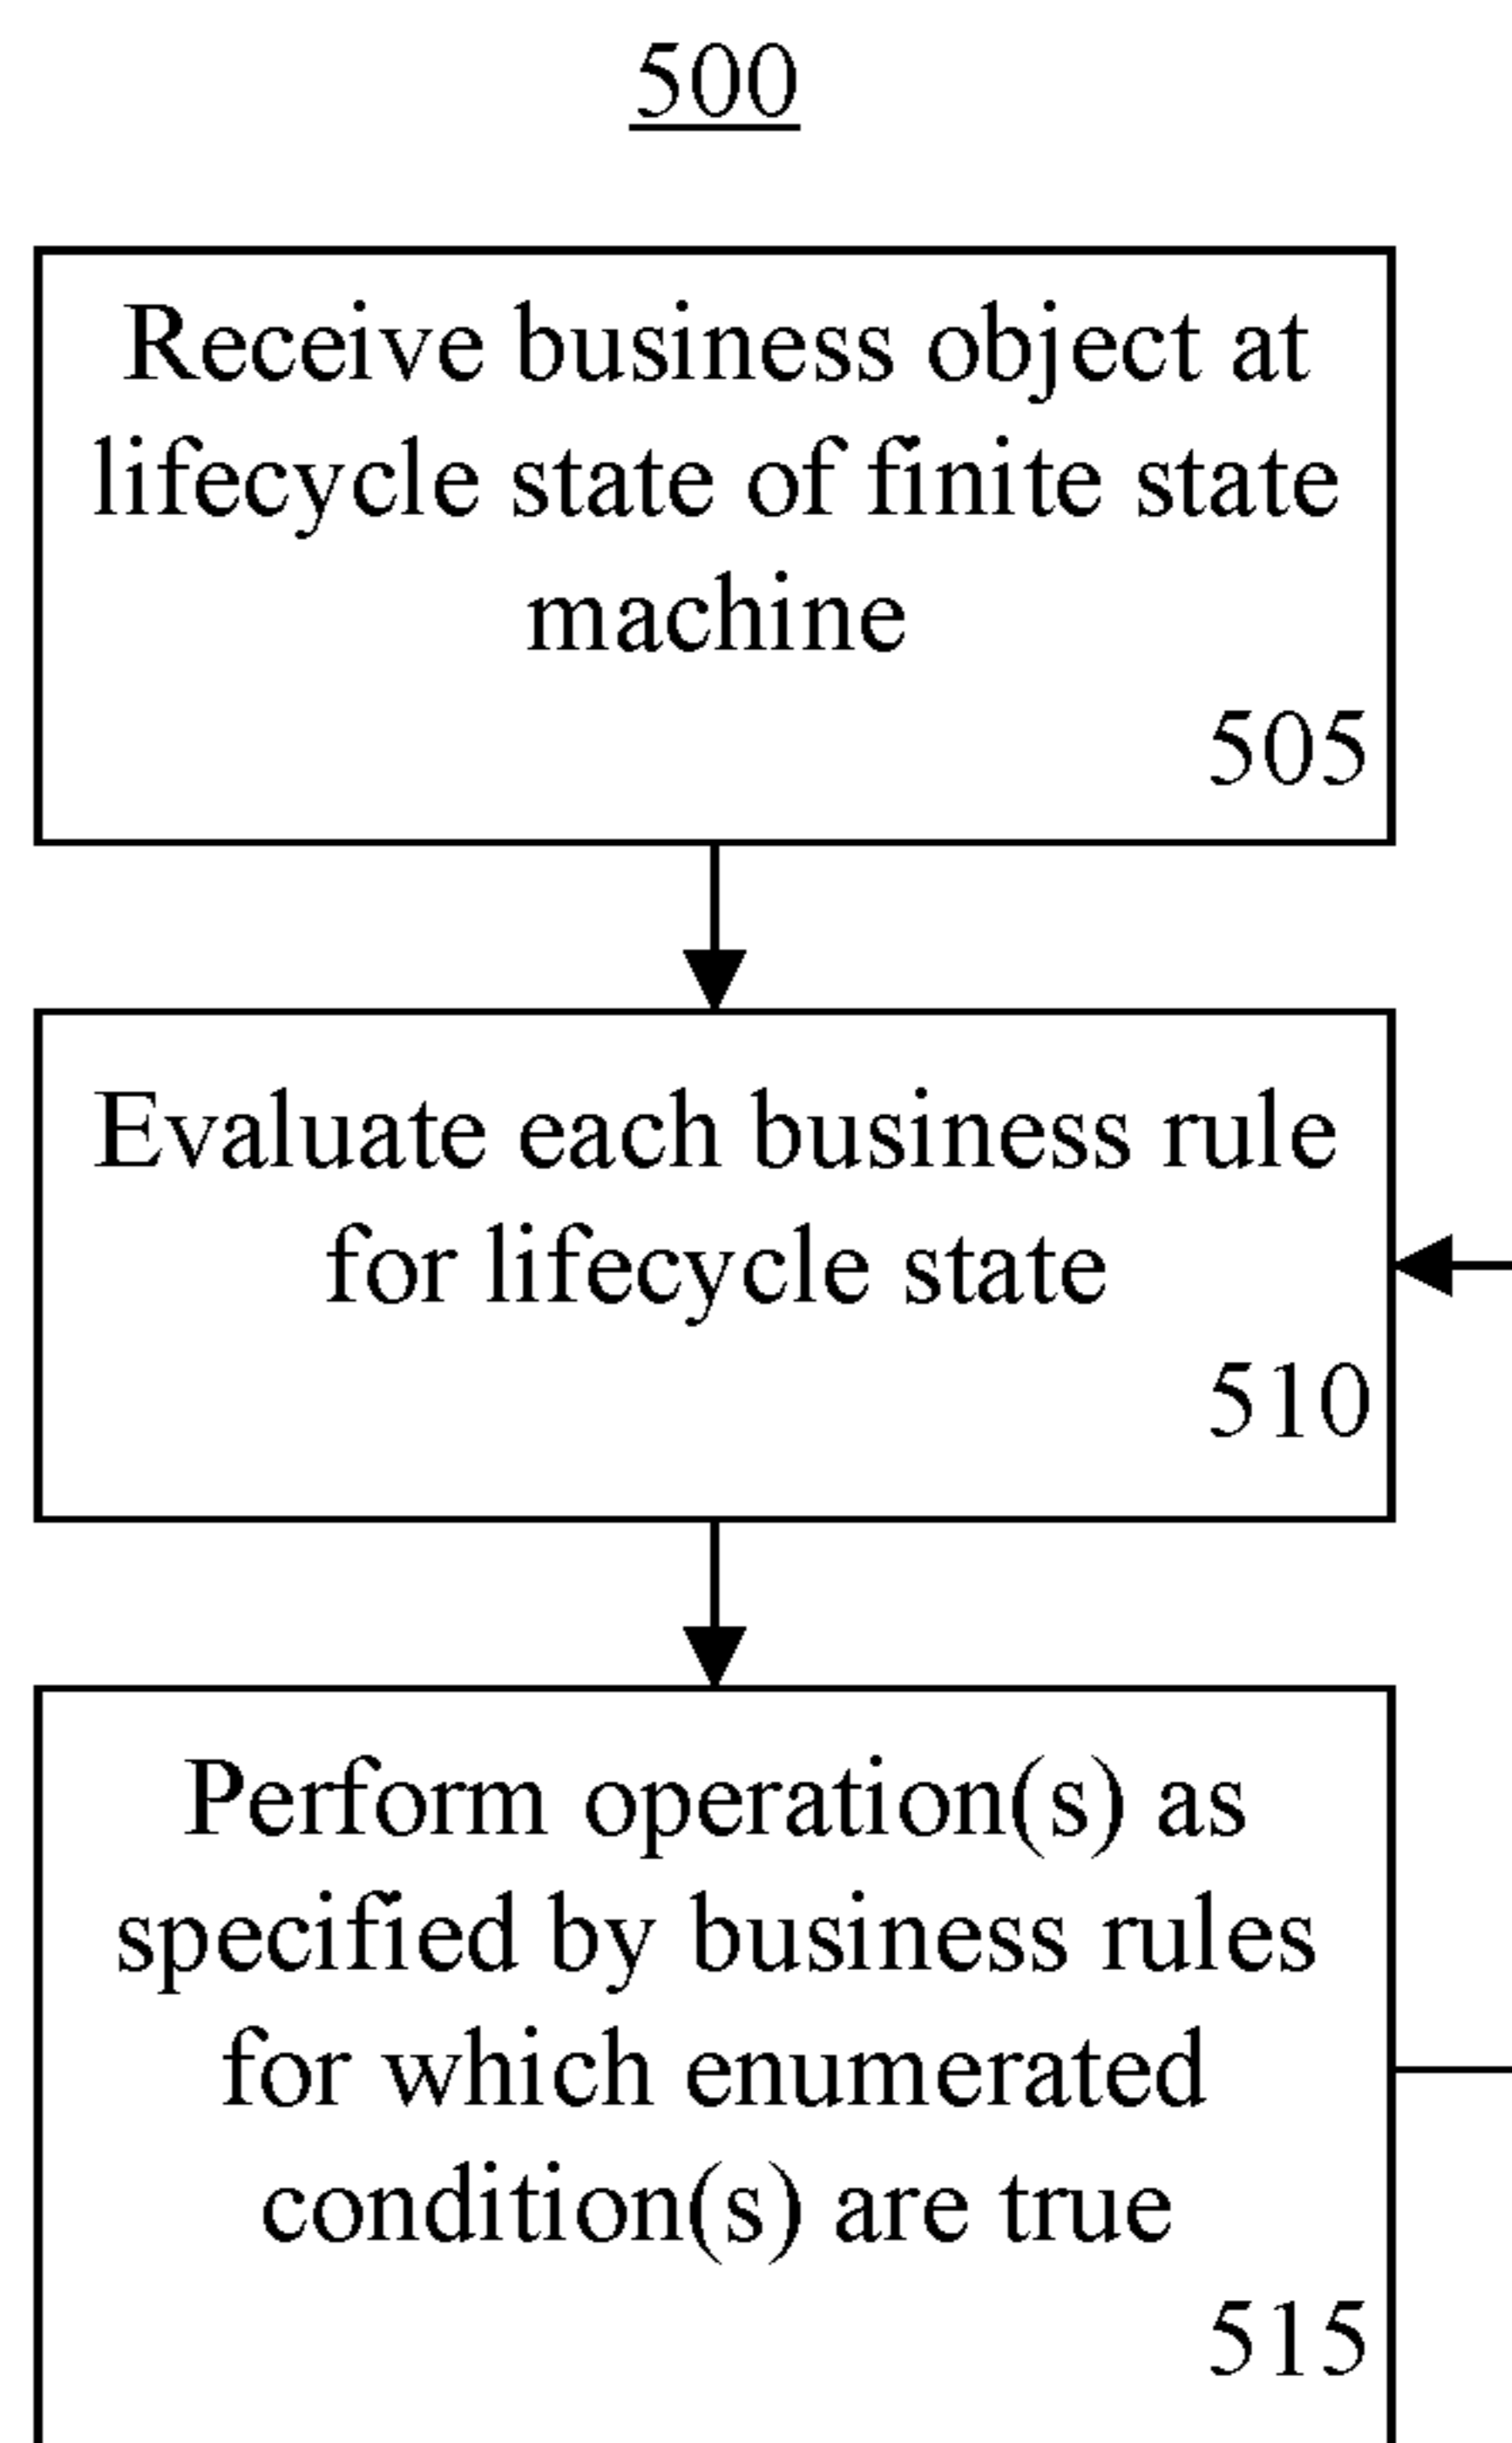 500
Receive business object at
lifecycle state of finite state
machine
505
Evaluate each business rule
for lifecycle state
510
Perform operation(s) as
specified by business rules
for which enumerated
condition(s) are true
515